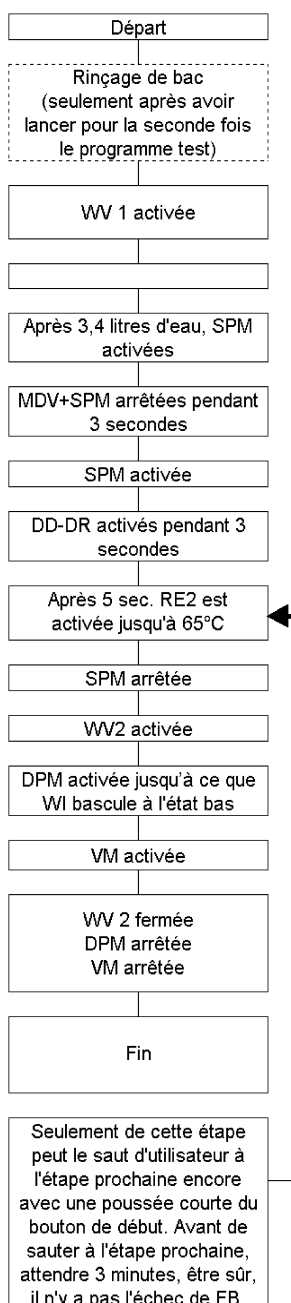 Départ
Rinçage de bac
(seulement après avoir
lancer pour la seconde fois
le programme test)
WV 1 activée
Après 3,4 litres d'eau, SPM
activées
MDV+SPM arrêtées pendant
3 secondes
SPM activée
DD-DR activés pendant 3
secondes
Après 5 sec. RE2 est
activée jusqu'à 65°C
SPM arrêtée
WV2 activée
DPM activée jusqu'à ce que
WI bascule à l'état bas
VM activée
WV 2 fermée
DPM arrêtée
VM arrêtée
Fin
Seulement de cette étape
peut le saut d'utilisateur à
l'étape prochaine encore
avec une poussée courte du
bouton de début. Avant de
sauter à l'étape prochaine,
attendre 3 minutes, être sûr,
il n'y a pas l'échec de FB